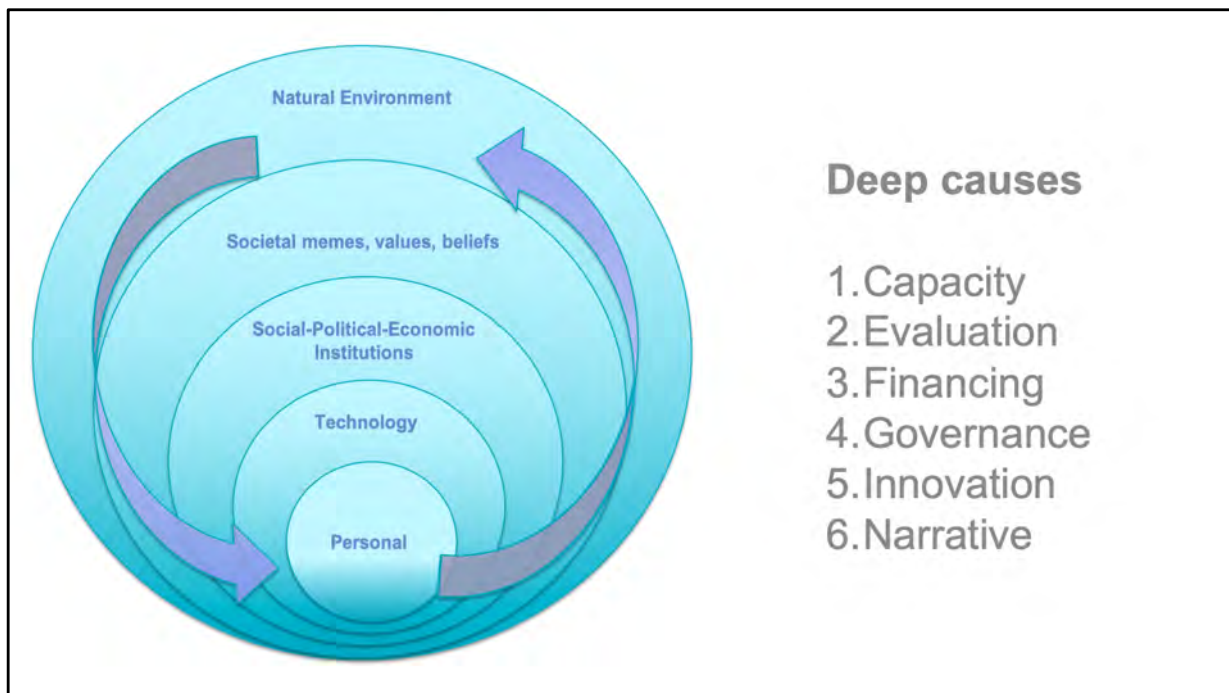 Natural Environment
Societal memes, values, beliefs
Social-Political-Economic
Institutions
Technology
Personal
Deep causes
1.Capacity
2.Evaluation
3.Financing
4.Governance
5.Innovation
6.Narrative